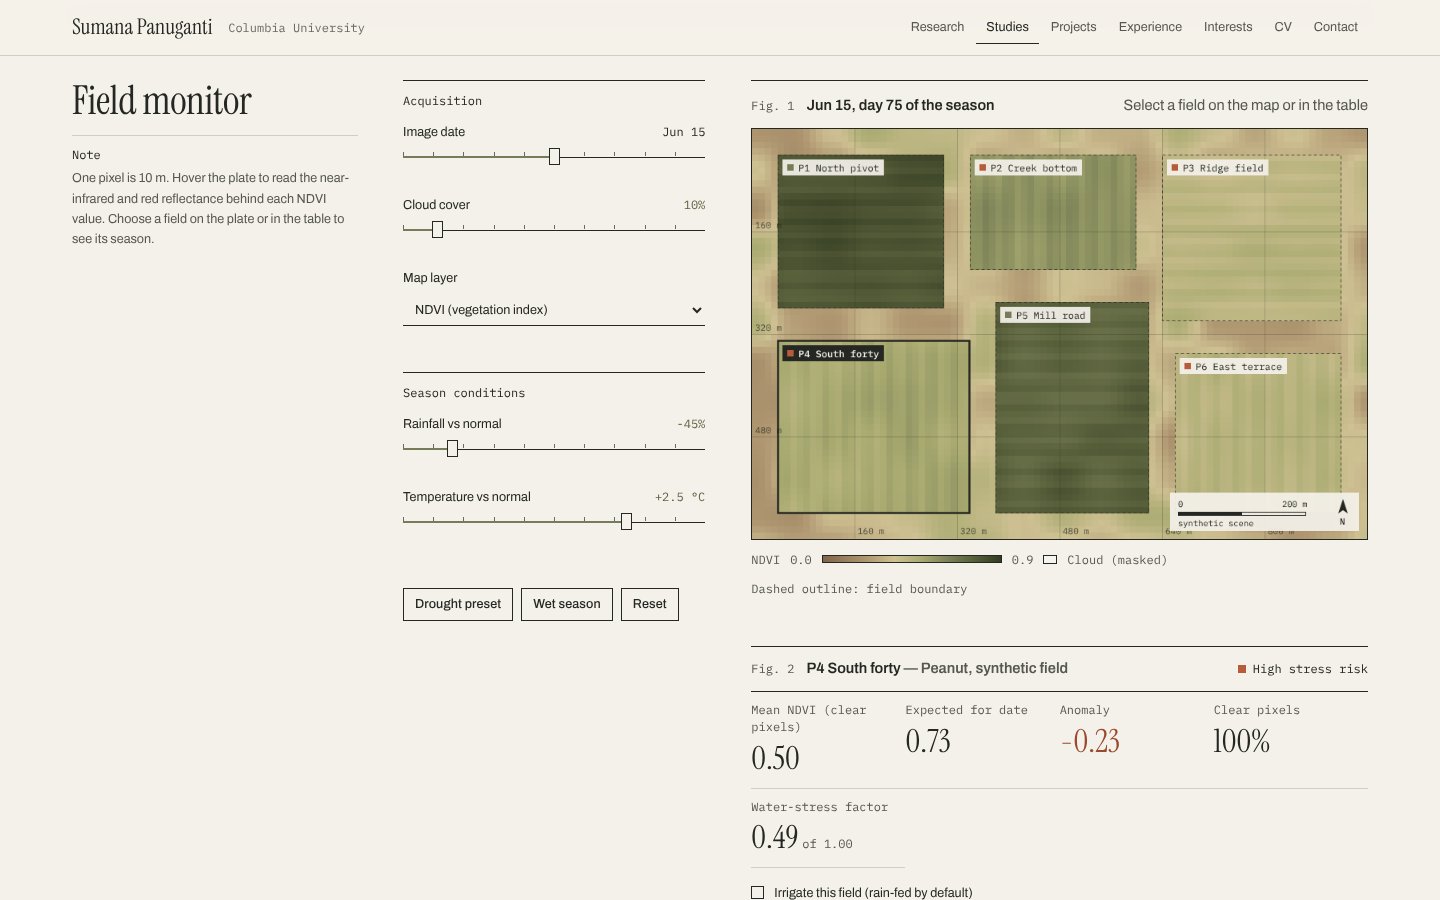 Sumana Panuganti Columbia University
Research Studies Projects Experience Interests CV Contact
Field monitor
Note
One pixel is 10 m. Hover the plate to read the near-
infrared and red reflectance behind each NDVI
value. Choose a field on the plate or in the table to
see its season.
Acquisition
Image date Jun 15
Cloud cover 10%
Map layer
NDVI (vegetation index)
Season conditions
Rainfall vs normal -45%
Temperature vs normal +2.5 °C
Drought preset Wet season Reset
Fig. 1 Jun 15, day 75 of the season Select a field on the map or in the table
P1 North pivot P2 Creek bottom P3 Ridge field
160 m
P5 Mill road
320 m
P4 South forty
P6 East terrace
480 m
0 200 m
synthetic scene N
160 m 320 m 480 m 640 m 800 m
NDVI 0.0 0.9 Cloud (masked)
Dashed outline: field boundary
Fig. 2 P4 South forty — Peanut, synthetic field High stress risk
Mean NDVI (clear
pixels)
0.50
Expected for date
0.73
Anomaly
-0.23
Clear pixels
100%
Water-stress factor
0.49 of 1.00
Irrigate this field (rain-fed by default)